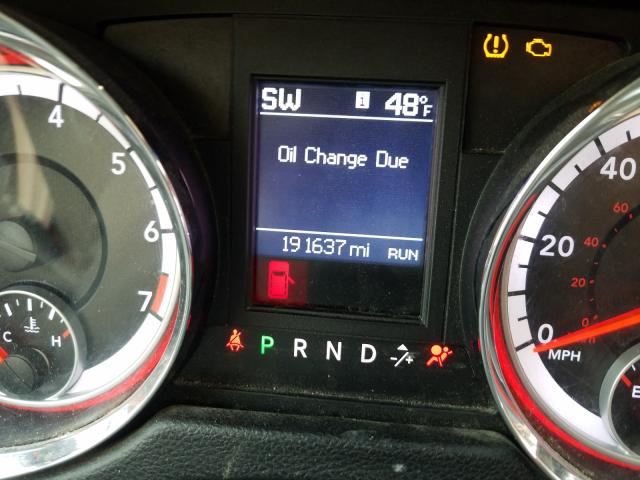 SW 1 48°F
Oil Change Due
191637 mi RUN
4
5
6
7
C H
P R N D -/+
40
20
0
MPH
60
40
20
E